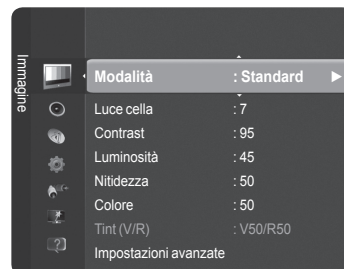 Immagine
Modalità : Standard
Luce cella : 7
Contrast : 95
Luminosità : 45
Nitidezza : 50
Colore : 50
Tint (V/R) : V50/R50
Impostazioni avanzate